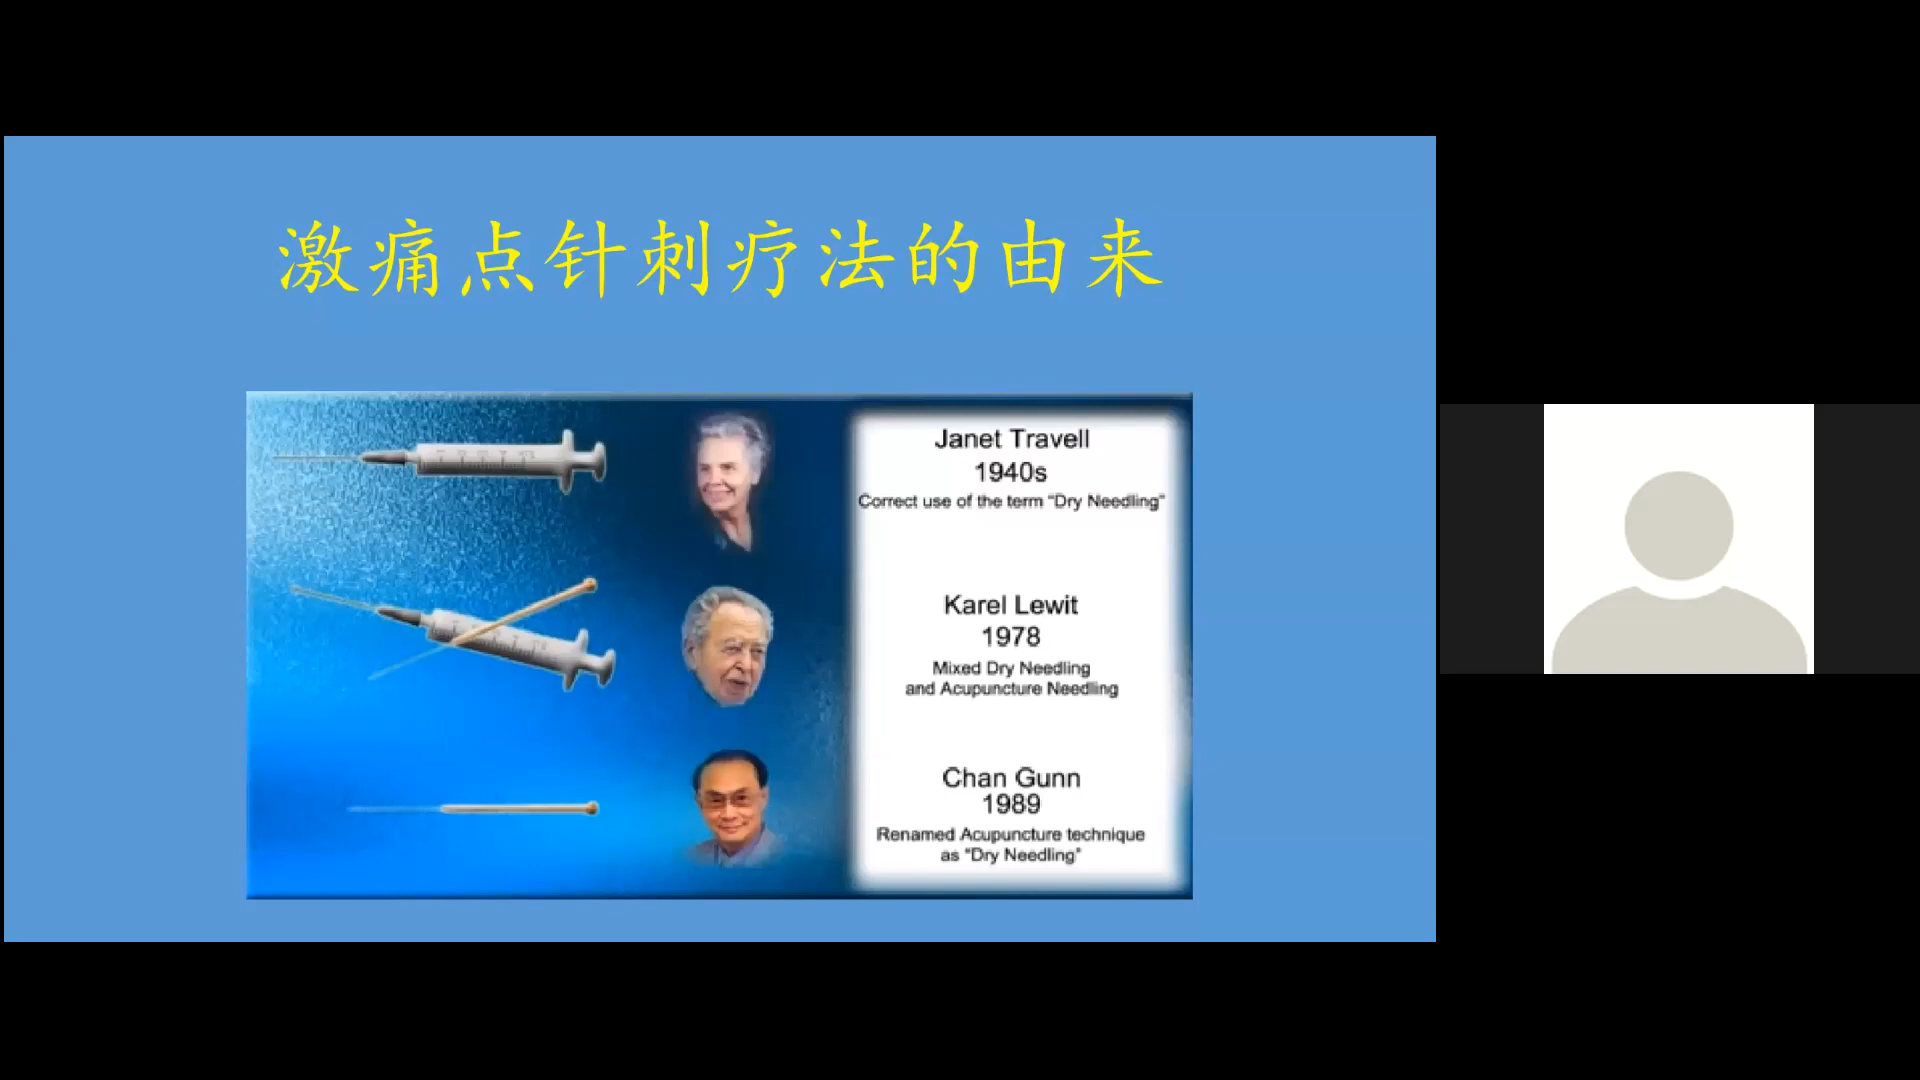 激痛点针刺疗法的由来
Janet Travell
1940s
Correct use of the term "Dry Needling"
Karel Lewit
1978
Mixed Dry Needling
and Acupuncture Needling
Chan Gunn
1989
Renamed Acupuncture technique
as "Dry Needling"